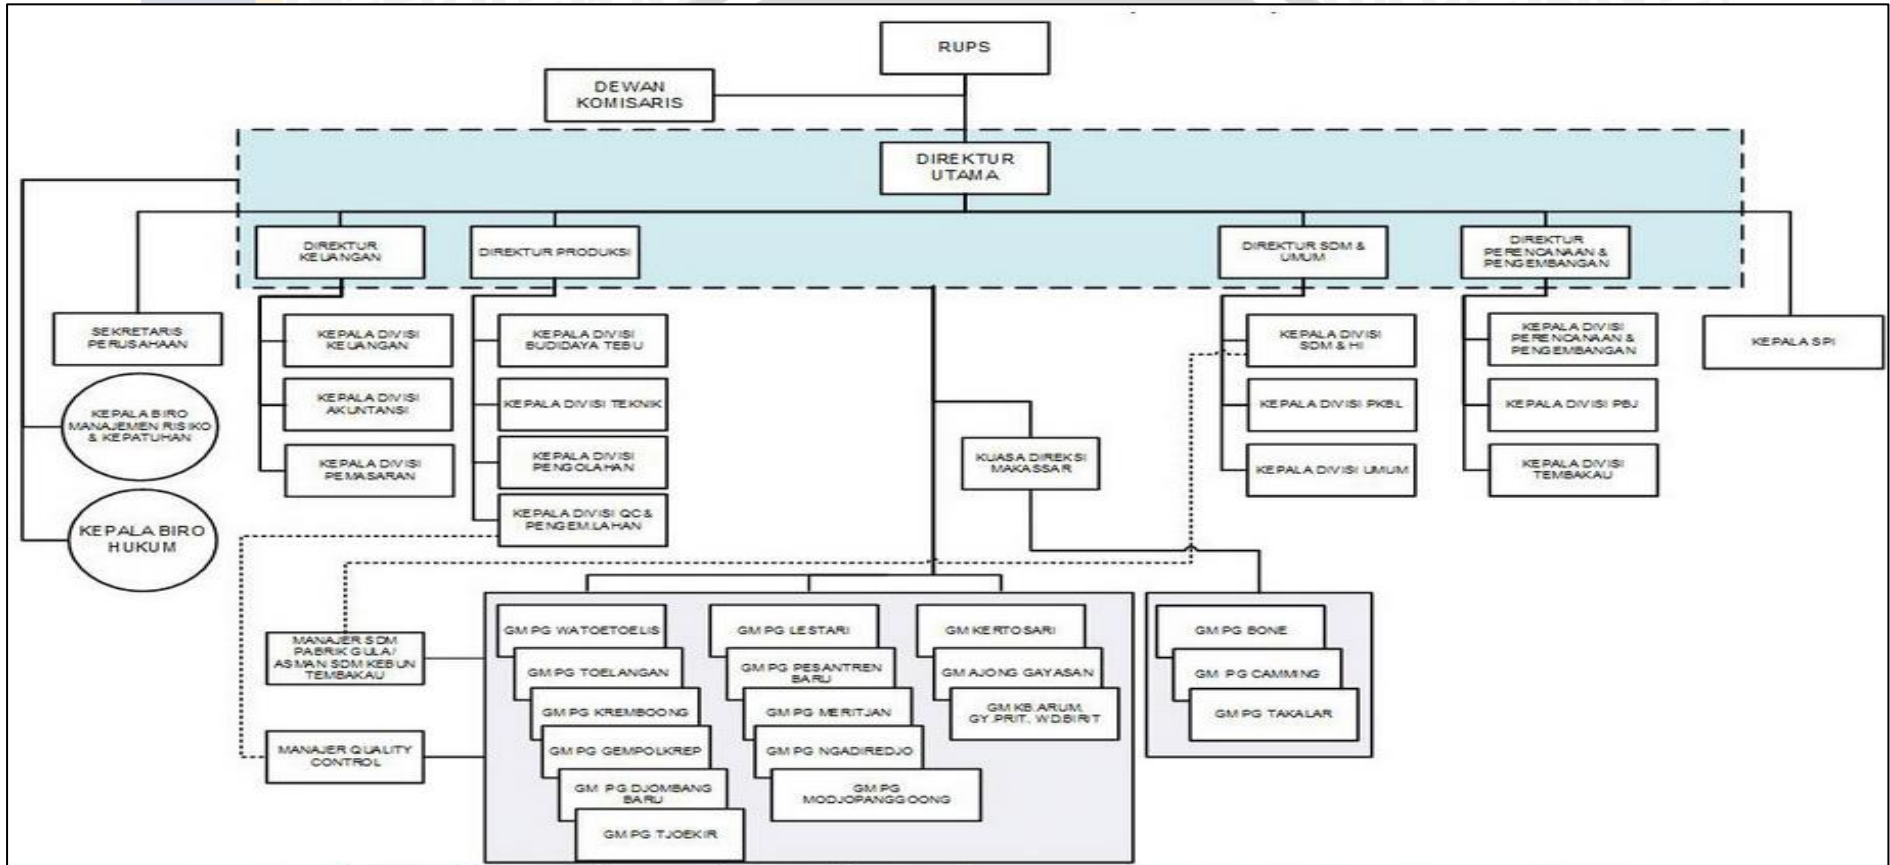 RUPS
DEWAN
KOMISARIS
DIREKTUR
UTAMA
DIREKTUR
KEUANGAN
DIREKTUR PRODUKSI
DIREKTUR SDM &
UMUM
DIREKTUR
PERENCANAAN &
PENGEMBANGAN
SEKRETARIS
PERUSAHAAN
KEPALA BIRO
MANAJEMEN RISIKO
& KEPATUHAN
KEPALA BIRO
HUKUM
KEPALA DIVISI
KEUANGAN
KEPALA DIVISI
AKUNTANSI
KEPALA DIVISI
PEMASARAN
KEPALA DIVISI
BUDIDAYA TEBU
KEPALA DIVISI TEKNIK
KEPALA DIVISI
PENGOLAHAN
KEPALA DIVISI QC &
PENGEM.LAHAN
KUASA DIREKSI
MAKASSAR
KEPALA DIVISI
SDM & HI
KEPALA DIVISI PKBL
KEPALA DIVISI UMUM
KEPALA DIVISI
PERENCANAAN &
PENGEMBANGAN
KEPALA DIVISI PBJ
KEPALA DIVISI
TEMBAKAU
KEPALA SPI
MANAJER SDM
PABRIK GULA/
ASMAN SDM KEBUN
TEMBAKAU
MANAJER QUALITY
CONTROL
GM PG WATOETOELIS
GM PG TOELANGAN
GM PG KREMBOONG
GM PG GEMPOLKREP
GM PG DJOMBANG
BARU
GM PG TJOEKIR
GM PG LESTARI
GM PG PESANTREN
BARU
GM PG MERITJAN
GM PG NGADIREDJO
GM PG
MODJOPANGGOONG
GM KERTOSARI
GM AJONG GAYASAN
GM KB.ARUM,
GY.PRIT, WD.BIRIT
GM PG BONE
GM PG CAMMING
GM PG TAKALAR